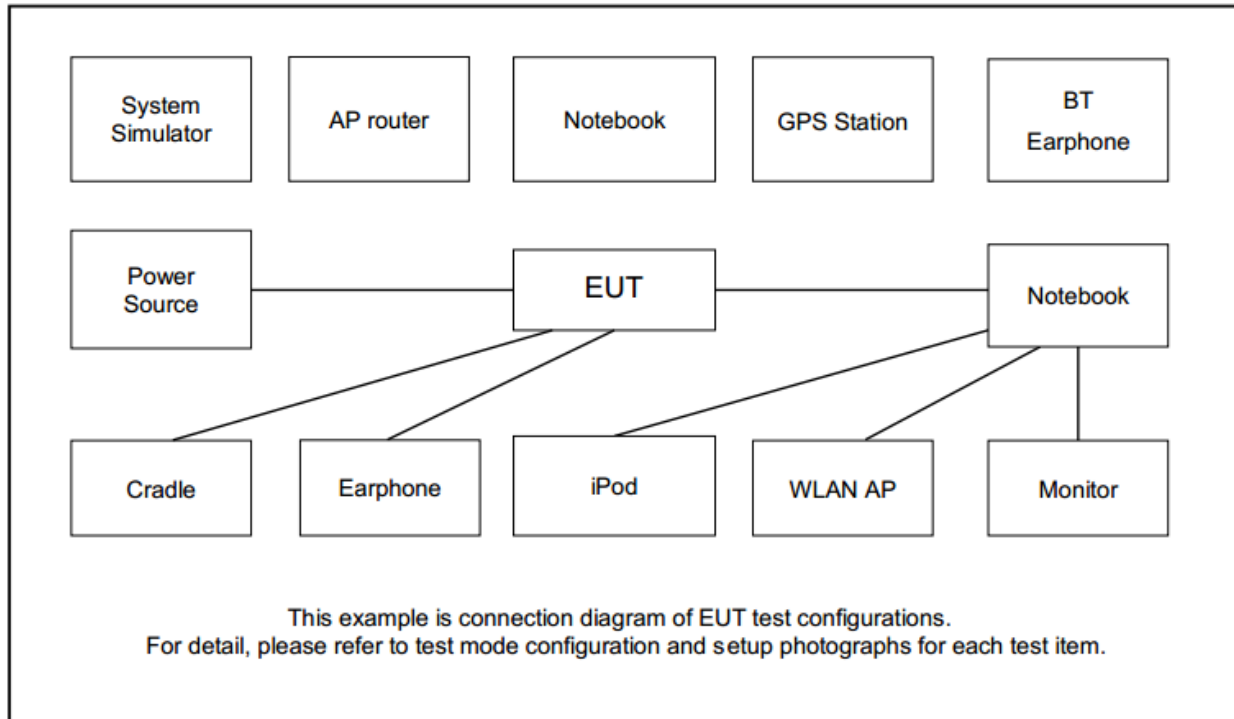 System
Simulator
AP router
Notebook
GPS Station
BT
Earphone
Power
Source
EUT
Notebook
Cradle
Earphone
iPod
WLAN AP
Monitor
This example is connection diagram of EUT test configurations.
For detail, please refer to test mode configuration and setup photographs for each test item.